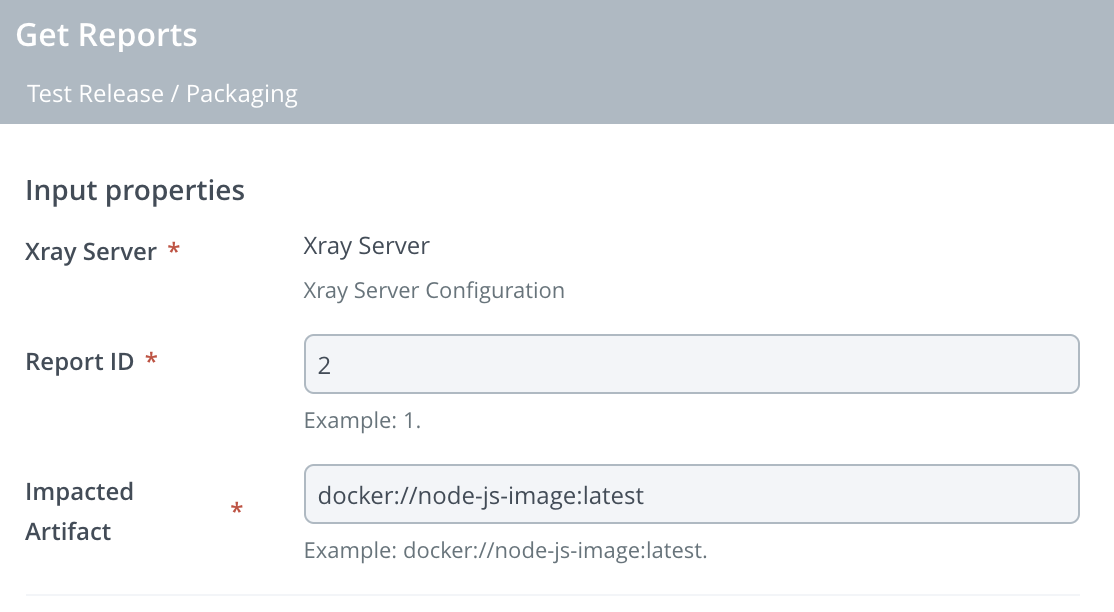 Get Reports
Test Release / Packaging
Input properties
Xray Server *
Xray Server
Xray Server Configuration
Report ID *
2
Example: 1.
Impacted
Artifact *
docker://node-js-image:latest
Example: docker://node-js-image:latest.